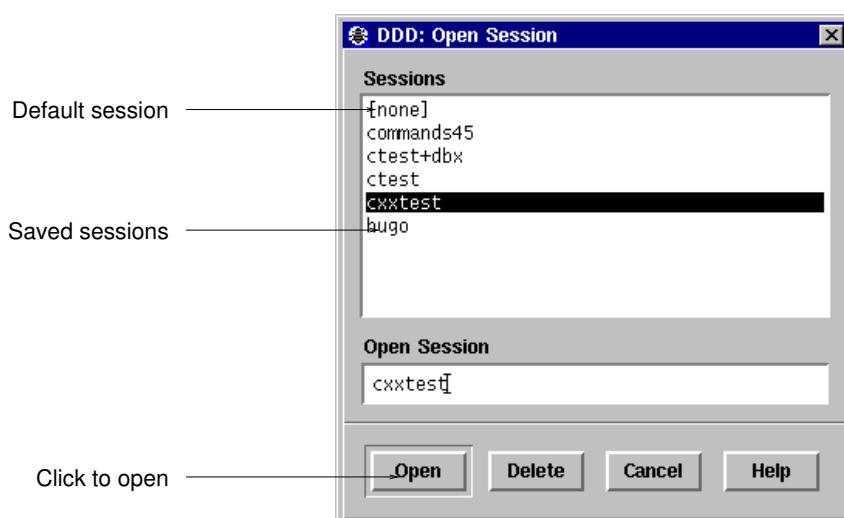 DDD: Open Session
Sessions
Default session
[none]
commands45
ctest+dbx
ctest
cxxtest
Saved sessions
hugo
Open Session
cxxtest
Click to open
Open Delete Cancel Help